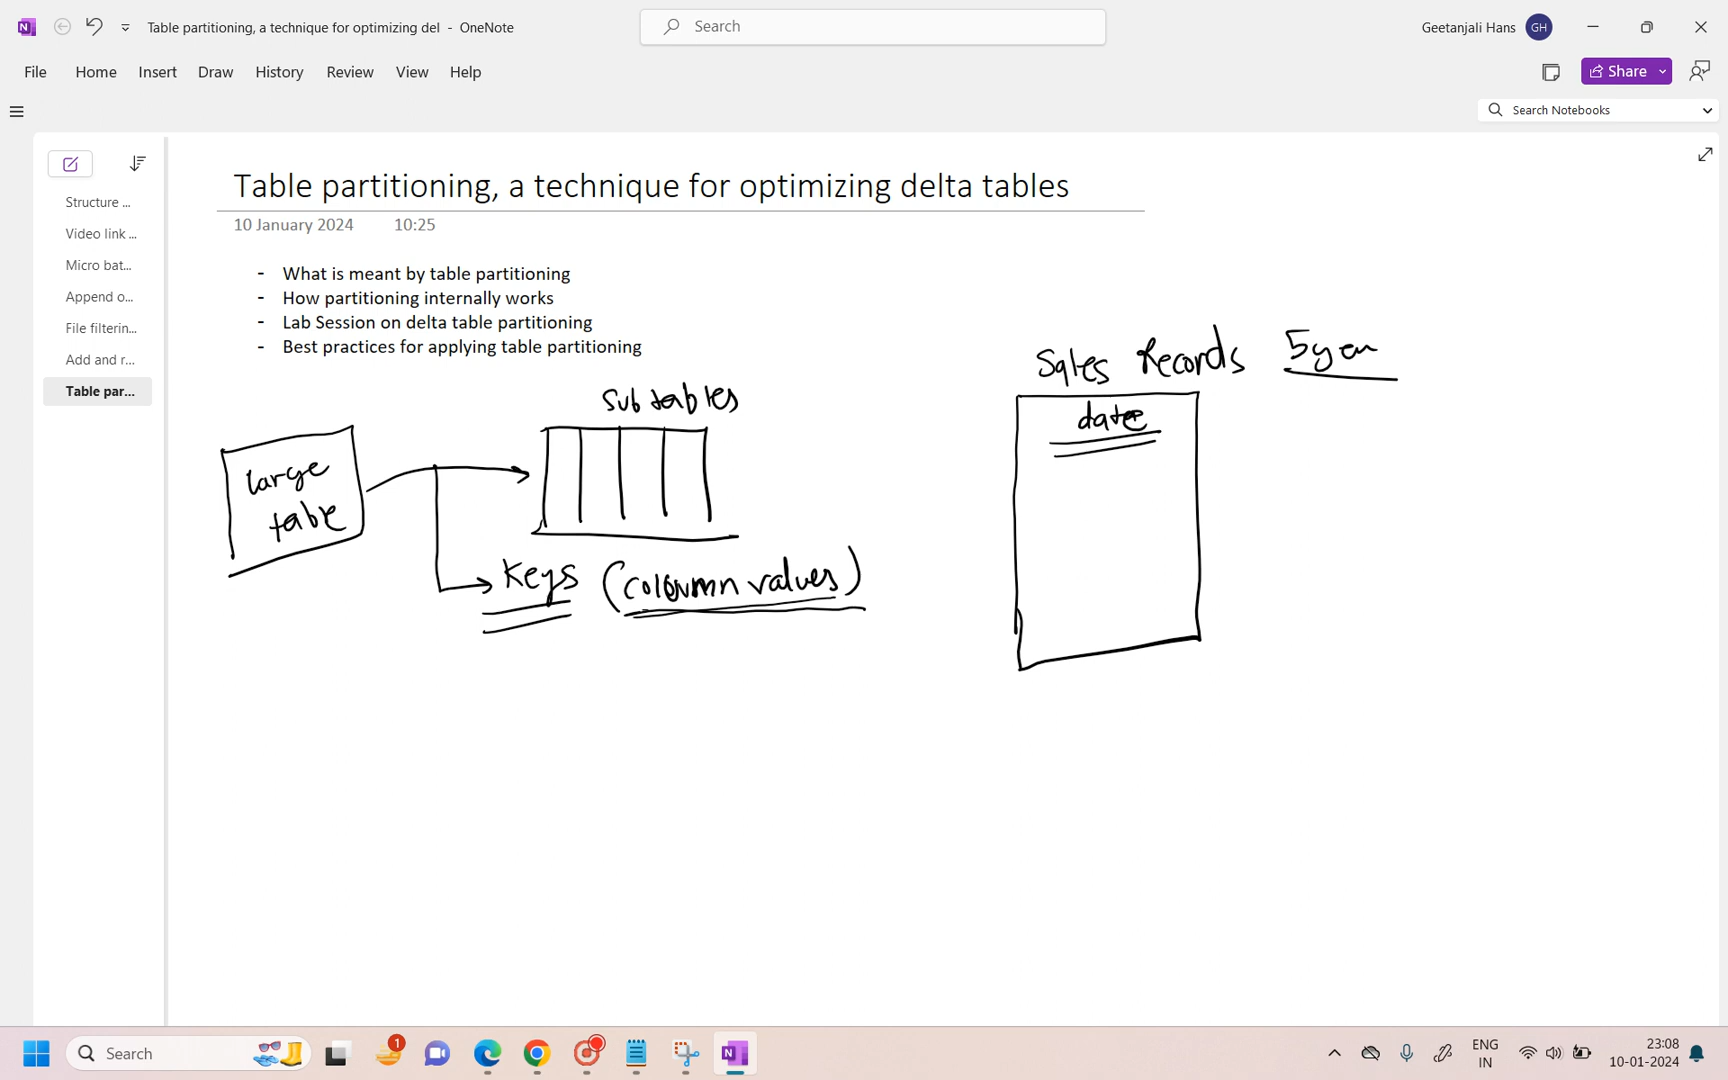 Table partitioning, a technique for optimizing del - OneNote
Search
Geetanjali Hans
GH
File Home Insert Draw History Review View Help
Share
Search Notebooks
Structure ...
Video link ...
Micro bat...
Append o...
File filterin...
Add and r...
Table par...
Table partitioning, a technique for optimizing delta tables
10 January 2024 10:25
- What is meant by table partitioning
- How partitioning internally works
- Lab Session on delta table partitioning
- Best practices for applying table partitioning
Sales Records 5 year
Sub tables
date
large
table
Keys (coloumn values)
Search
1
ENG
IN
23:08
10-01-2024